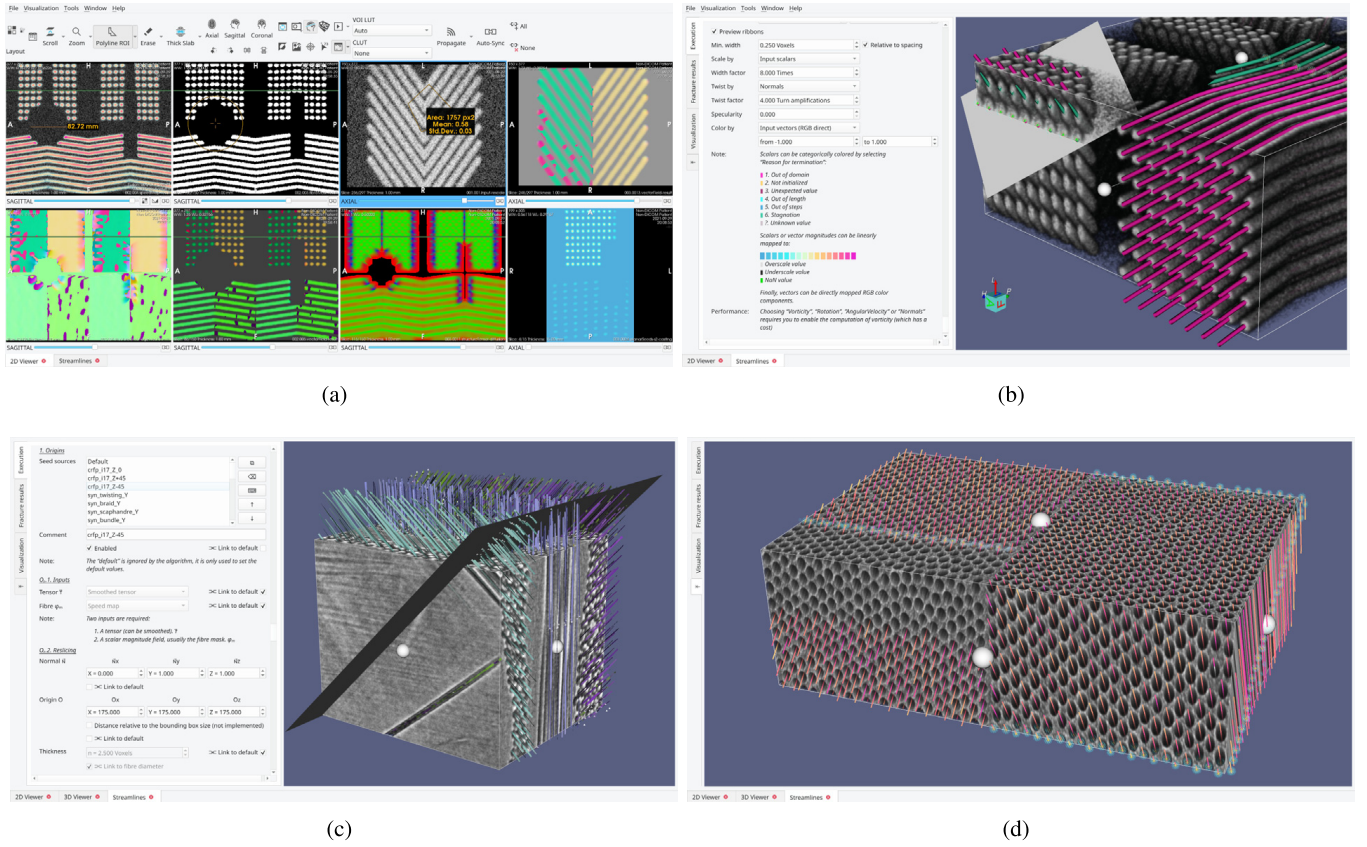 File Visualization Tools Window Help
VOI LUT
Auto
CLUT
None
Layout
Scroll
Zoom
Polyline ROI
Erase
Thick Slab
Axial
Sagittal
Coronal
Propagate
Auto-Sync
All
None
H
A
P
82.72 mm
SAGITTAL
H
A
P
SAGITTAL
L
A
P
R
Area: 1757 px2
Mean: 0.58
Std.Dev.: 0.03
AXIAL
L
A
P
R
AXIAL
H
A
P
SAGITTAL
H
A
P
F
SAGITTAL
H
A
P
F
SAGITTAL
A
R
L
P
AXIAL
2D Viewer
Streamlines
(a)
File Visualization Tools Window Help
Execution
Fracture results
Visualization
Preview ribbons
Min. width 0.250 Voxels Relative to spacing
Scale by Input scalars
Width factor 8.000 Times
Twist by Normals
Twist factor 4.000 Turn amplifications
Specularity 0.000
Color by Input vectors (RGB direct)
from -1.000 to 1.000
Note: Scalars can be categorically colored by selecting
"Reason for termination":
1. Out of domain
2. Not initialized
3. Unexpected value
4. Out of length
5. Out of steps
6. Stagnation
?. Unknown value
Scalars or vector magnitudes can be linearly
mapped to:
Overscale value
Underscale value
NaN value
Finally, vectors can be directly mapped RGB color
components.
Performance: Choosing "Vorticity", "Rotation", "AngularVelocity" or "Normals"
requires you to enable the computation of vorticity (which has a
cost)
2D Viewer
Streamlines
(b)
Execution
Fracture results
Visualization
1. Origins
Seed sources
Default
crfp_i17_Z_0
crfp_i17_Z+45
crfp_i17_Z-45
syn_twisting_Y
syn_braid_Y
syn_scaphandre_Y
syn_bundle_Y
Comment crfp_i17_Z-45
Enabled Link to default
Note: The "default" is ignored by the algorithm, it is only used to set the
default values.
Inputs
Tensor Smoothed tensor Link to default
Fibre Speed map Link to default
Note: Two inputs are required:
1. A tensor (can be smoothed).
2. A scalar magnitude field, usually the fibre mask.
Reslicing
Normal
X = 0.000 Y = 1.000 Z = 1.000
Link to default
Origin Ox Oy Oz
X = 175.000 Y = 175.000 Z = 175.000
Distance relative to the bounding box size (not implemented)
Link to default
Thickness n = 2.500 Voxels Link to default
Link to fibre diameter
2D Viewer
3D Viewer
Streamlines
(c)
Execution
Fracture results
Visualization
2D Viewer
3D Viewer
Streamlines
(d)